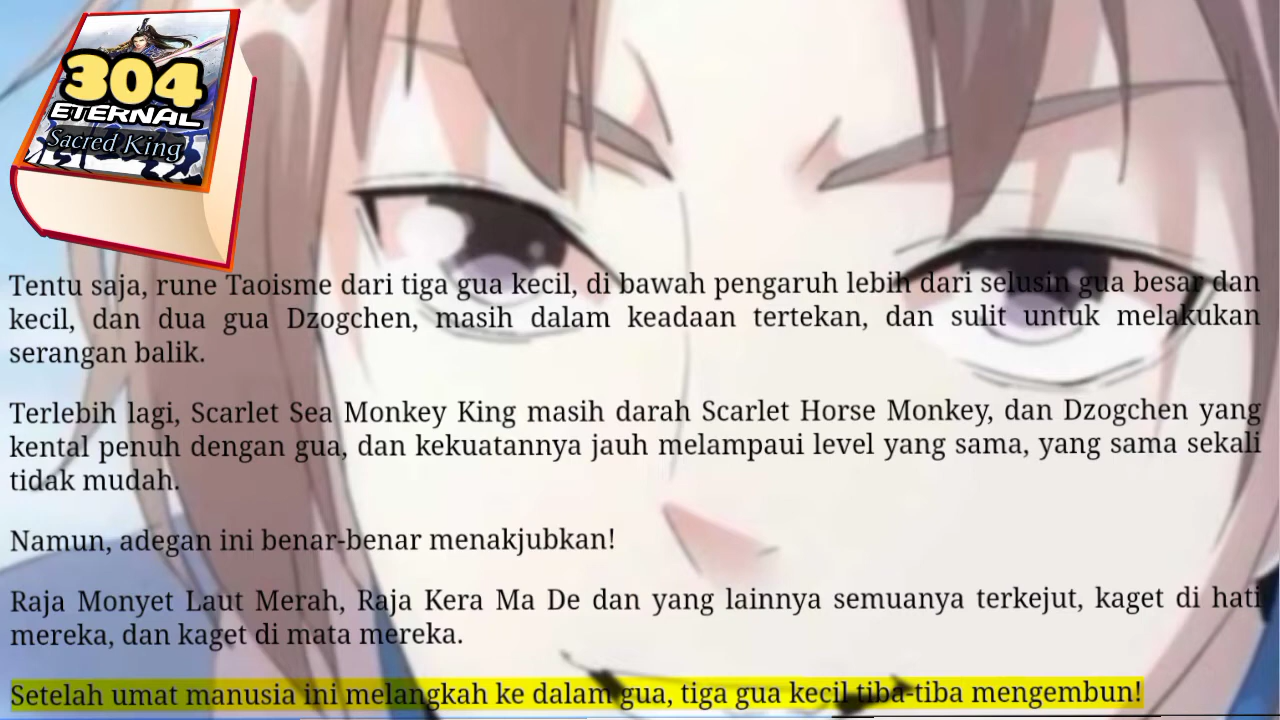 304
ETERNAL
Sacred King
Tentu saja, rune Taoisme dari tiga gua kecil, di bawah pengaruh lebih dari selusin gua besar dan
kecil, dan dua gua Dzogchen, masih dalam keadaan tertekan, dan sulit untuk melakukan
serangan balik.
Terlebih lagi, Scarlet Sea Monkey King masih darah Scarlet Horse Monkey, dan Dzogchen yang
kental penuh dengan gua, dan kekuatannya jauh melampaui level yang sama, yang sama sekali
tidak mudah.
Namun, adegan ini benar-benar menakjubkan!
Raja Monyet Laut Merah, Raja Kera Ma De dan yang lainnya semuanya terkejut, kaget di hati
mereka, dan kaget di mata mereka.
Setelah umat manusia ini melangkah ke dalam gua, tiga gua kecil tiba-tiba mengembun!